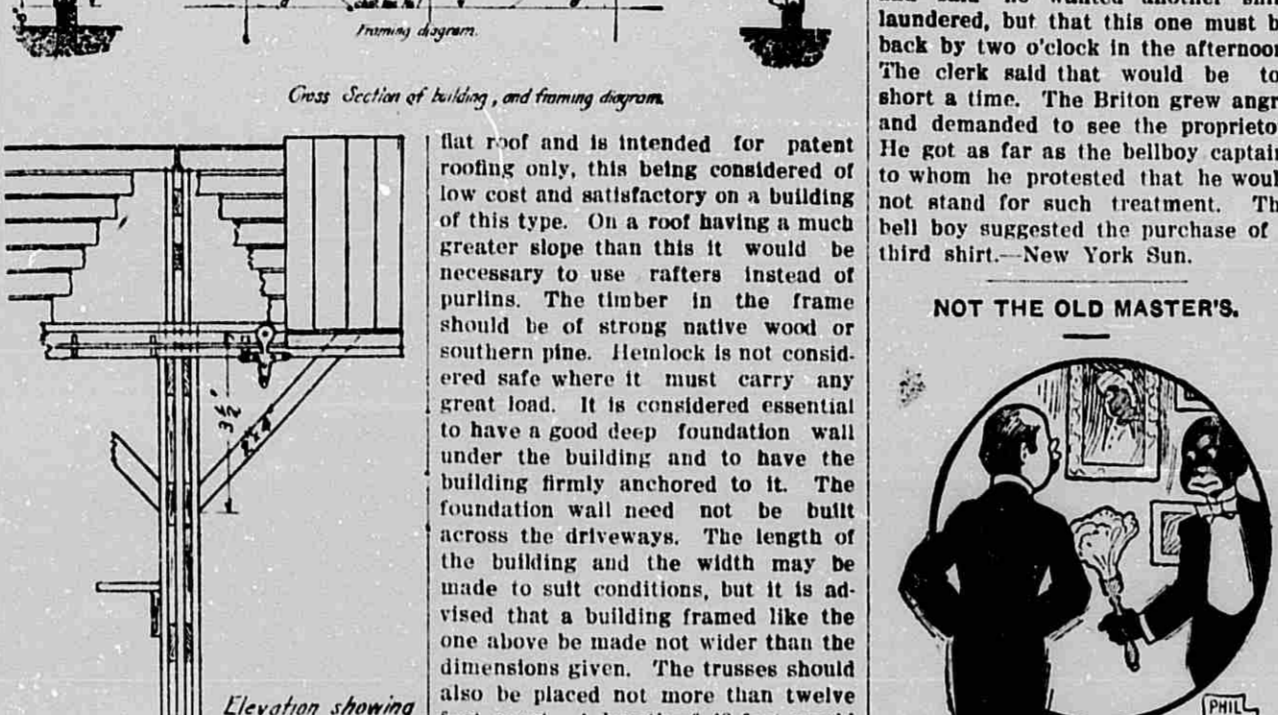 Framing diagram.
Cross Section of building, and framing diagram.
3½'
2x4
Elevation showing
flat roof and is intended for patent
roofing only, this being considered of
low cost and satisfactory on a building
of this type. On a roof having a much
greater slope than this it would be
necessary to use rafters instead of
purlins. The timber in the frame
should be of strong native wood or
southern pine. Hemlock is not consid-
ered safe where it must carry any
great load. It is considered essential
to have a good deep foundation wall
under the building and to have the
building firmly anchored to it. The
foundation wall need not be built
across the driveways. The length of
the building and the width may be
made to suit conditions, but it is ad-
vised that a building framed like the
one above be made not wider than the
dimensions given. The trusses should
also be placed not more than twelve
laundered, but that this one must b
back by two o'clock in the afternoon
The clerk said that would be to
short a time. The Briton grew angr
and demanded to see the proprieto
He got as far as the bellboy captain
to whom he protested that he woul
not stand for such treatment. Th
bell boy suggested the purchase of
third shirt.—New York Sun.
NOT THE OLD MASTER'S.
PHIL